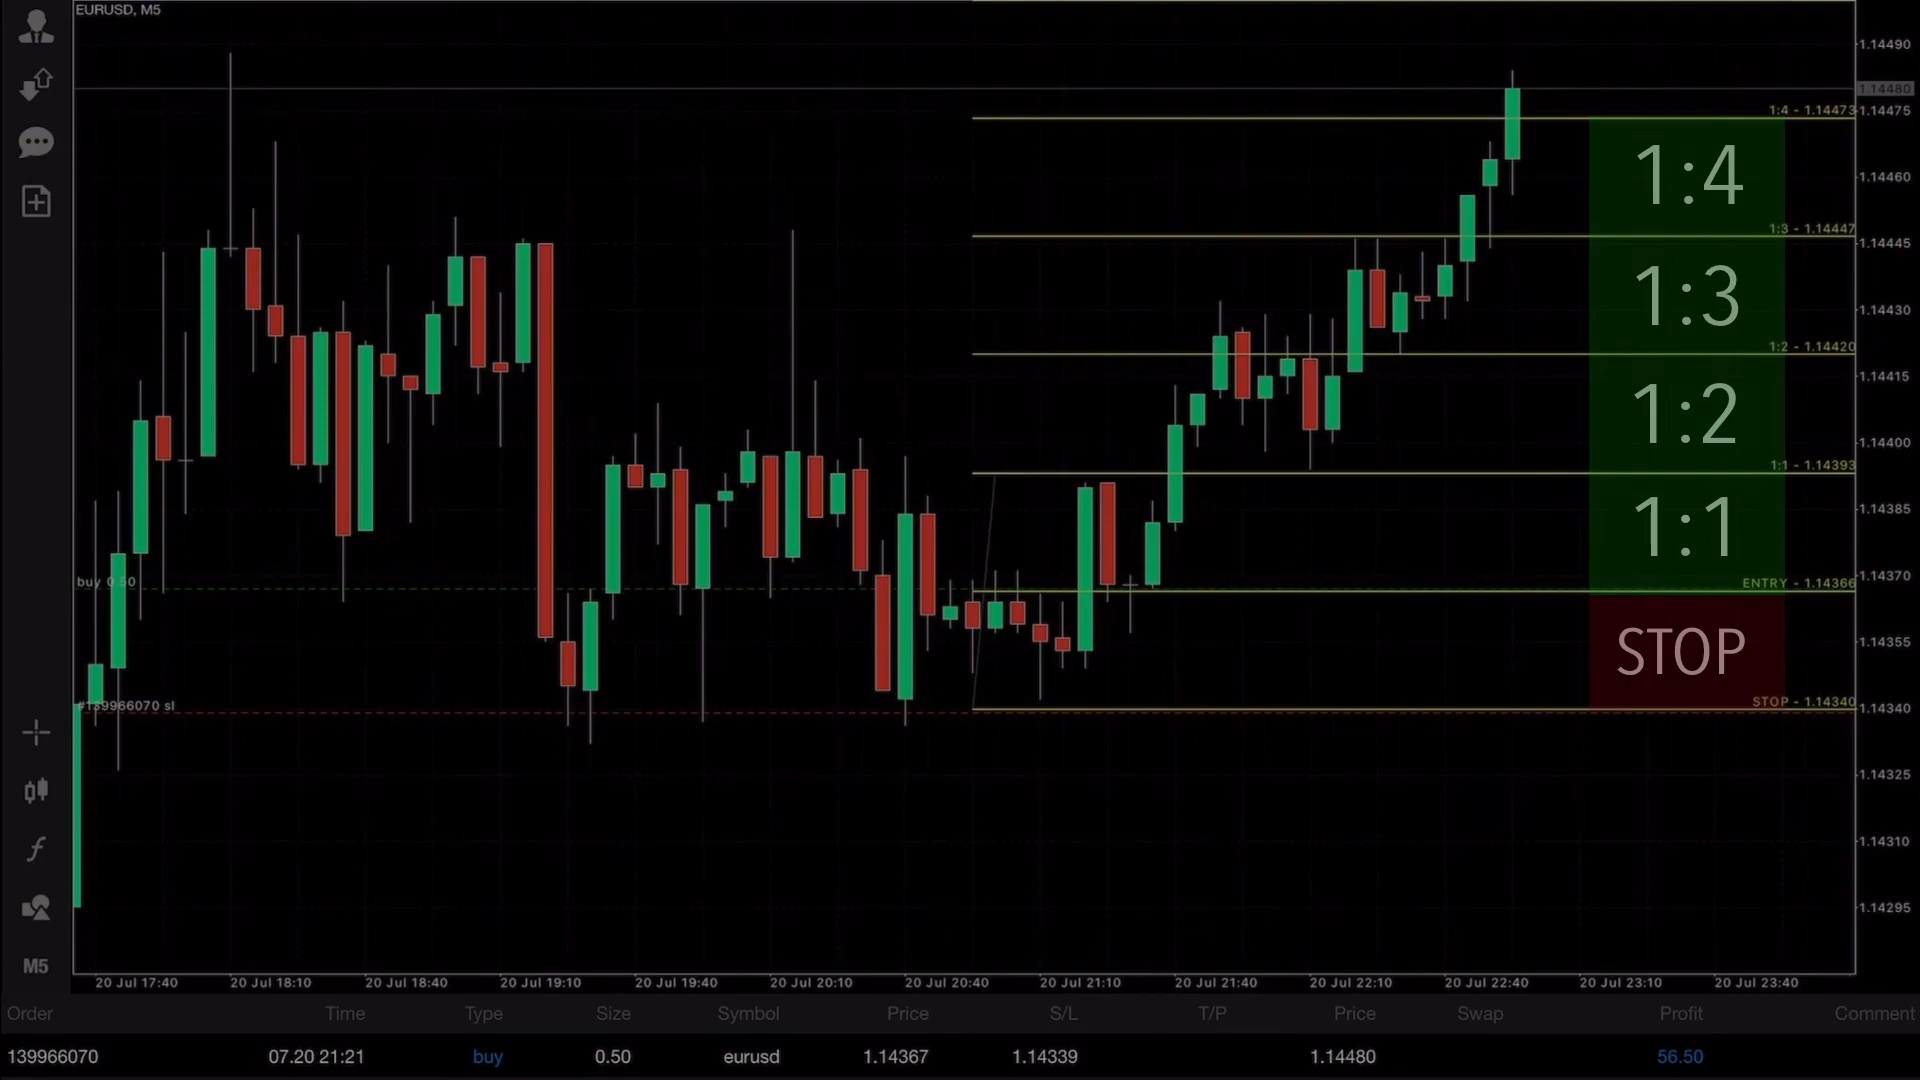 EURUSD, M5
1.14490
1.14480
1:4 - 1.14473
1.14475
1:4
1.14460
1:3 - 1.14447
1.14445
1:3
1.14430
1:2 - 1.14420
1.14415
1:2
1.14400
1:1 - 1.14393
1.14385
1:1
buy 0.50
ENTRY - 1.14366
1.14370
STOP
1.14355
#139966070 sl
STOP - 1.14340
1.14340
1.14325
1.14310
1.14295
M5
20 Jul 17:40 20 Jul 18:10 20 Jul 18:40 20 Jul 19:10 20 Jul 19:40 20 Jul 20:10 20 Jul 20:40 20 Jul 21:10 20 Jul 21:40 20 Jul 22:10 20 Jul 22:40 20 Jul 23:10 20 Jul 23:40
Order Time Type Size Symbol Price S/L T/P Price Swap Profit Comment
139966070 07.20 21:21 buy 0.50 eurusd 1.14367 1.14339 1.14480 56.50